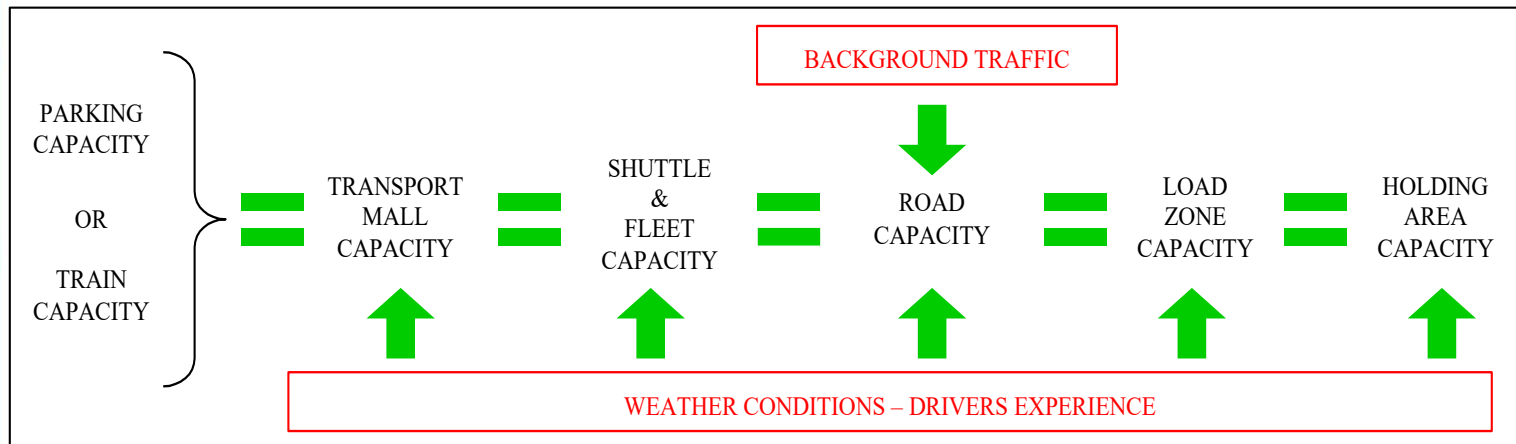 BACKGROUND TRAFFIC
PARKING
CAPACITY
OR
TRAIN
CAPACITY
TRANSPORT
MALL
CAPACITY
SHUTTLE
&
FLEET
CAPACITY
ROAD
CAPACITY
LOAD
ZONE
CAPACITY
HOLDING
AREA
CAPACITY
WEATHER CONDITIONS – DRIVERS EXPERIENCE